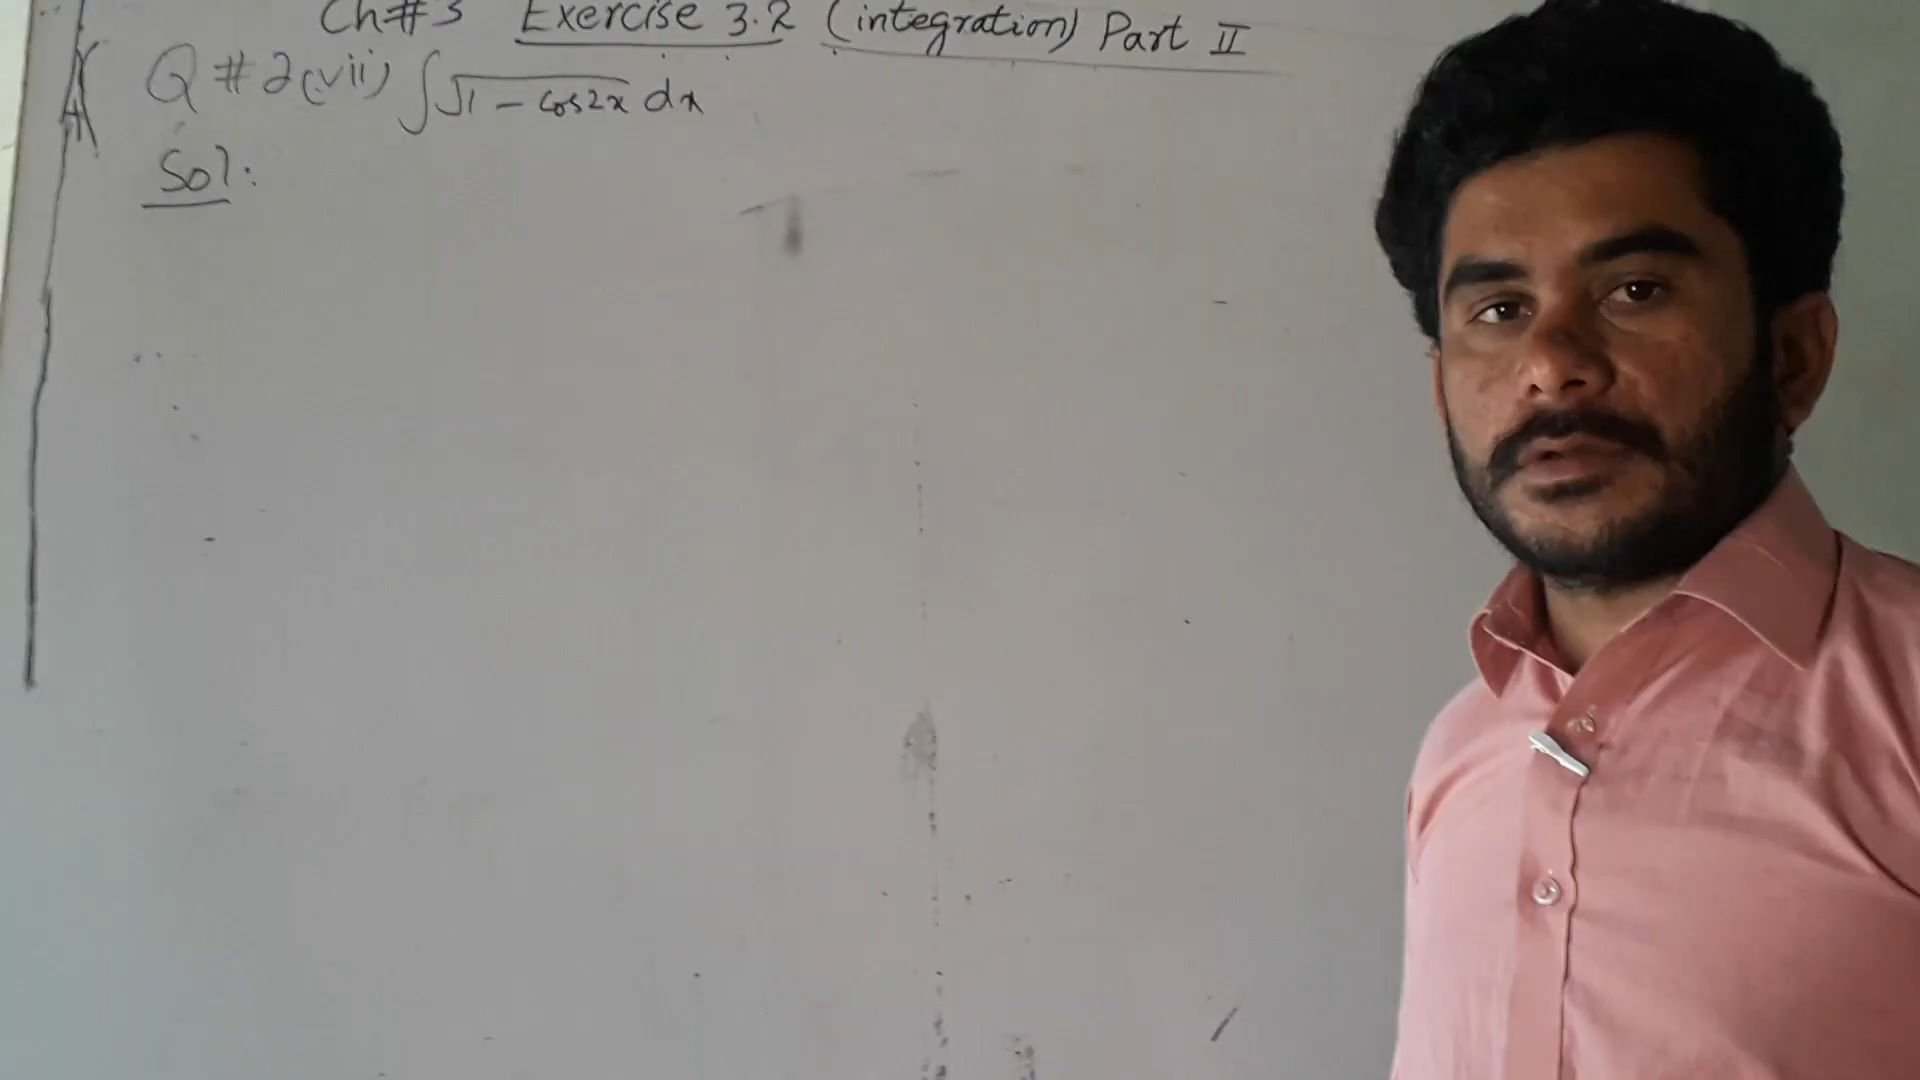 Ch#3 Exercise 3.2 (integration) Part II
Q#2(vii) ∫√1 - cos2x dx
Sol: